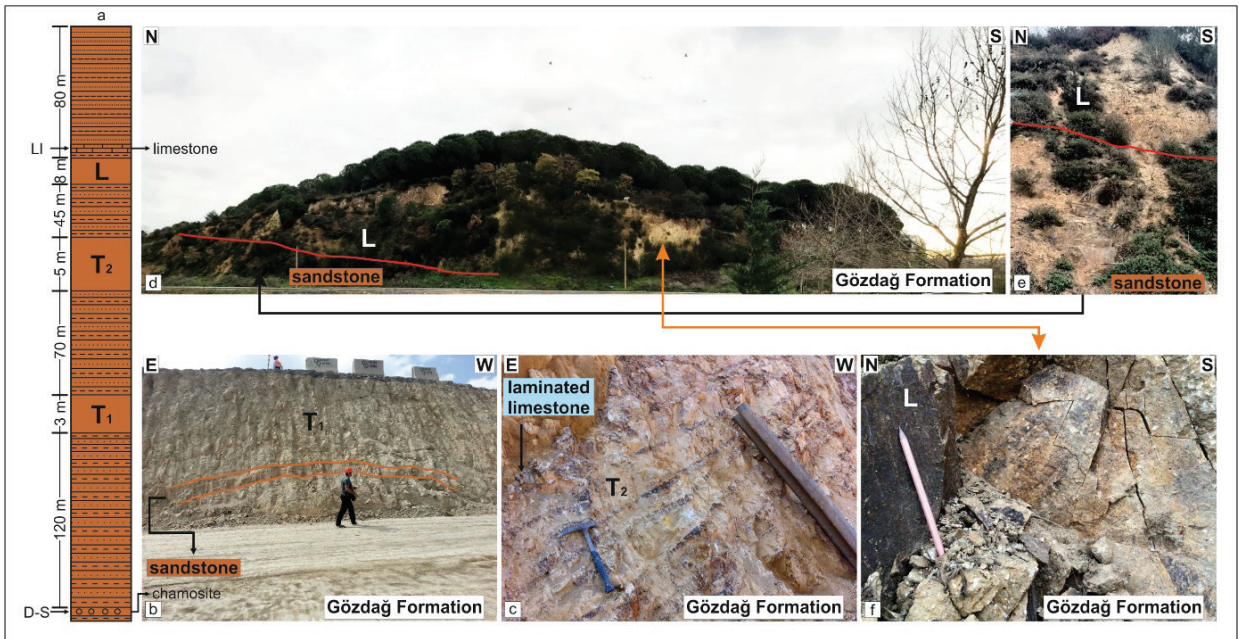 a
80 m
LI
limestone
L
8 m
45 m
T2
5 m
70 m
T1
3 m
120 m
D-S
chamosite
N
S
L
sandstone
d
Gözdağ Formation
N
S
L
e
sandstone
E
W
T1
sandstone
b
Gözdağ Formation
E
W
laminated
limestone
T2
c
Gözdağ Formation
N
S
L
f
Gözdağ Formation